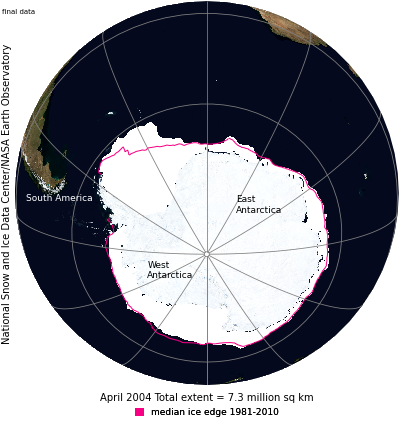 final data
National Snow and Ice Data Center/NASA Earth Observatory
South America
East
Antarctica
West
Antarctica
April 2004 Total extent = 7.3 million sq km
median ice edge 1981-2010